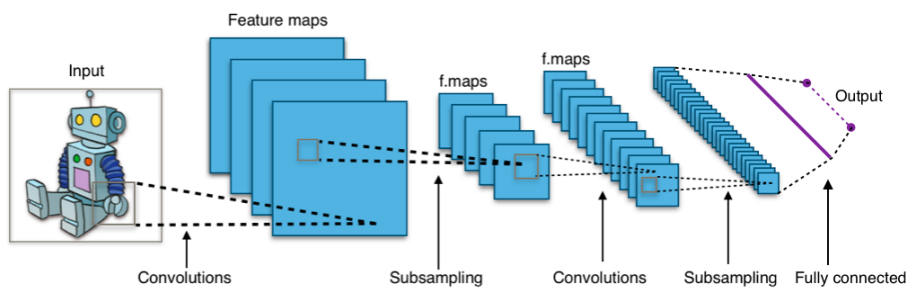 Feature maps
Input
f.maps
f.maps
Output
Convolutions
Subsampling
Convolutions
Subsampling
Fully connected